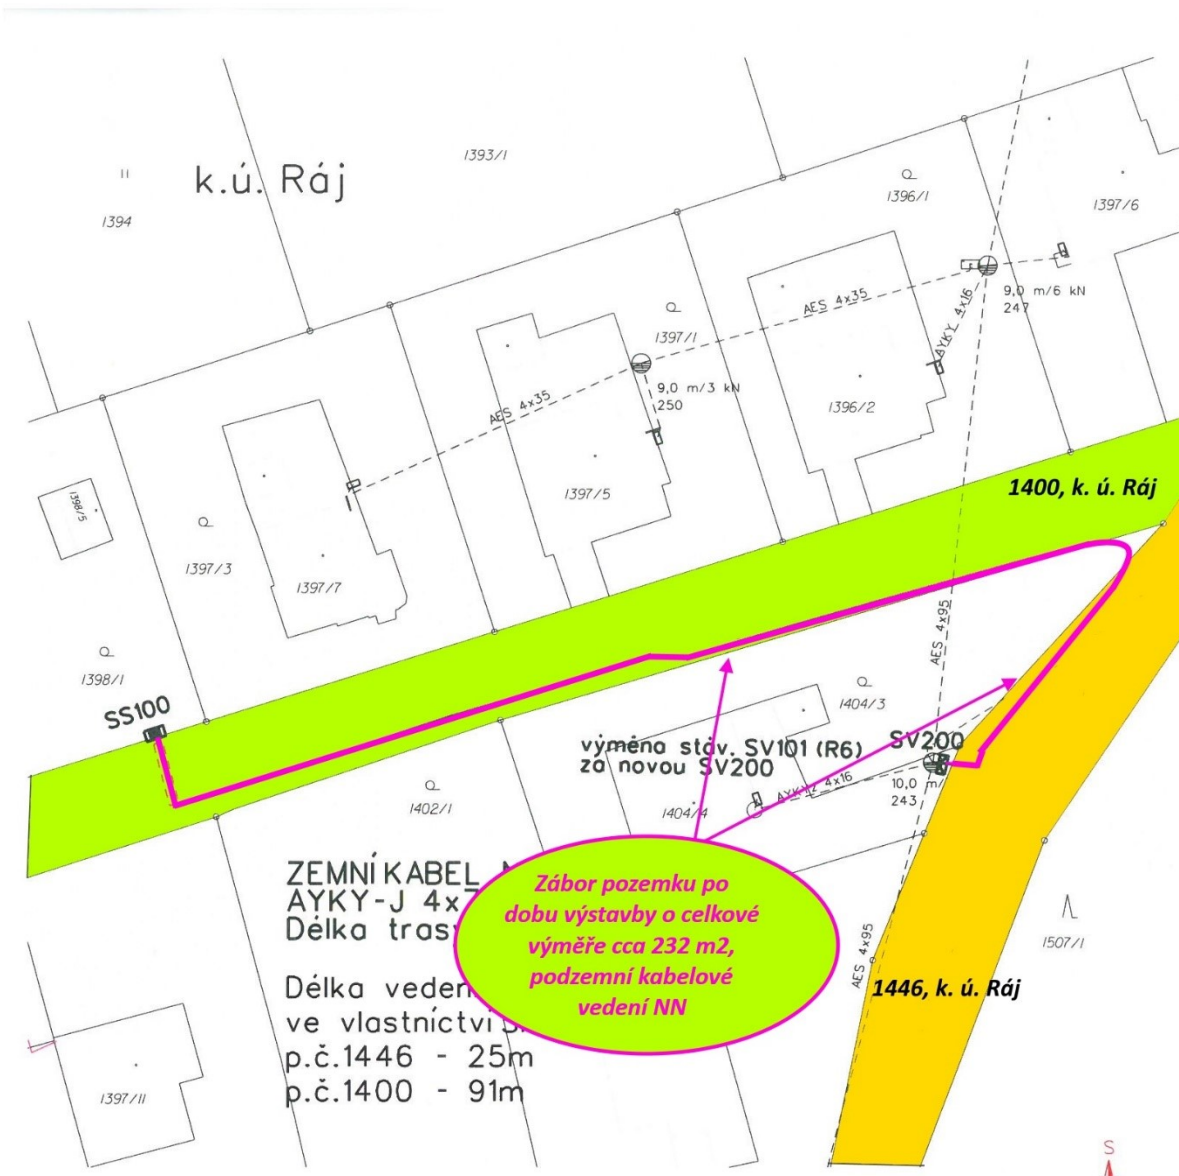 1393/1
k.ú. Ráj
1394
1396/1
1397/6
9,0 m/6 kN
247
AES 4x35
AYKY 4x16
1397/1
9,0 m/3 kN
250
AES 4x35
1396/2
1397/5
1400, k. ú. Ráj
1398/5
1397/3
1397/7
AES 4x95
1398/1
SS100
1404/3
výměna stáv. SV101 (R6)
za novou SV200
SV200
AYKY 4x16
10,0 m/
243
1402/1
1404/4
ZEMNÍ KABEL
AYKY-J 4x
Délka
Zábor pozemku po
dobu výstavby o celkové
výměře cca 232 m2,
podzemní kabelové
vedení NN
AES 4x95
1507/1
1446, k. ú. Ráj
Délka
ve vlastníctví
p.č.1446 - 25m
p.č.1400 - 91m
1397/11
S